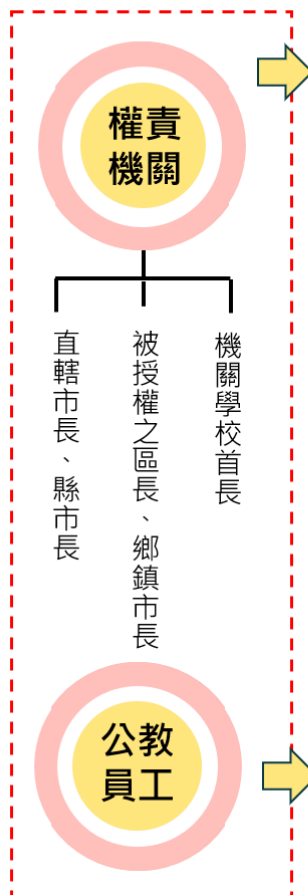 權責
機關
直轄市長、縣市長
被授權之區長、鄉鎮市長
機關學校首長
公教
員工